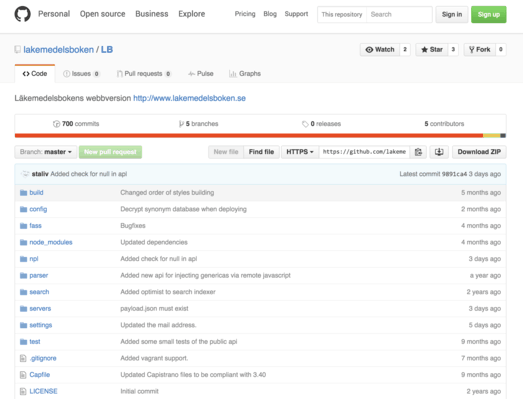 Personal Open source Business Explore Pricing Blog Support This repository Search Sign in Sign up
lakemedelsboken / LB Watch 2 Star 3 Fork 0
Code Issues 0 Pull requests 0 Pulse Graphs
Läkemedelsbokens webbversion http://www.lakemedelsboken.se
700 commits 5 branches 0 releases 5 contributors
Branch: master New pull request New file Find file HTTPS https://github.com/lakeme Download ZIP
staliv Added check for null in api Latest commit 9891ca4 3 days ago
build Changed order of styles building 5 months ago
config Decrypt synonym database when deploying 2 months ago
fass Bugfixes 4 months ago
node_modules Updated dependencies 4 months ago
npl Added check for null in api 3 days ago
parser Added new api for injecting genericas via remote javascript a year ago
search Added optimist to search indexer 2 years ago
servers payload.json must exist 3 days ago
settings Updated the mail address. 5 days ago
test Added some small tests of the public api 9 months ago
.gitignore Added vagrant support. 7 months ago
Capfile Updated Capistrano files to be compliant with 3.40 9 months ago
LICENSE Initial commit 2 years ago